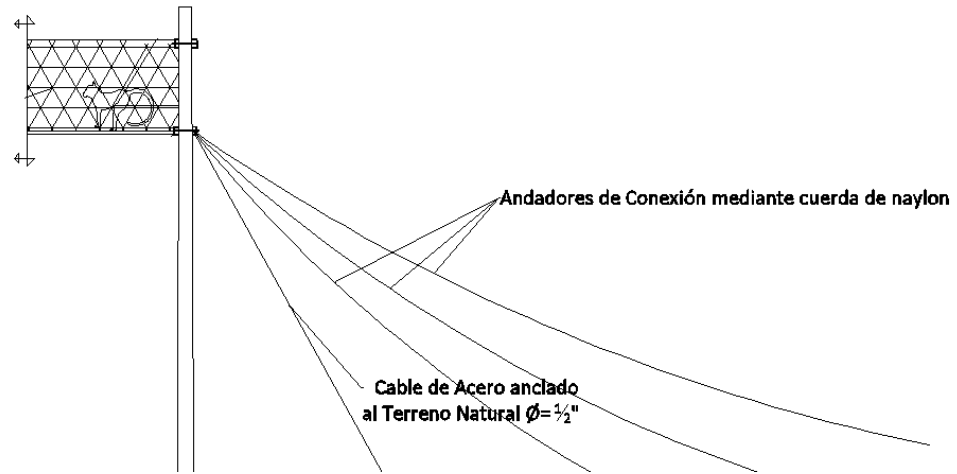 Andadores de Conexión mediante cuerda de naylon
Cable de Acero anclado
al Terreno Natural Ø=½"